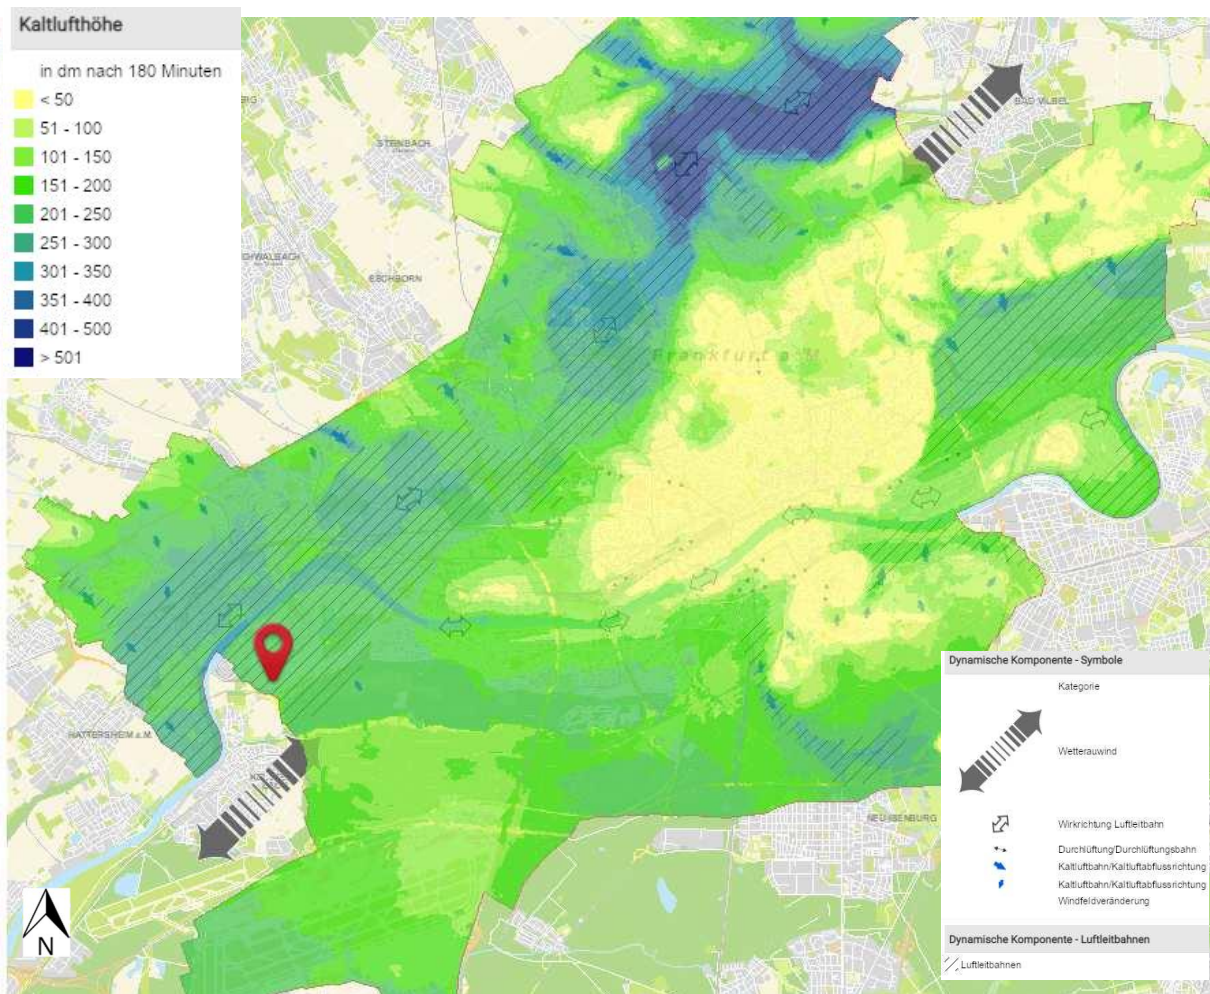 Kaltlufthöhe
in dm nach 180 Minuten
< 50
51 - 100
101 - 150
151 - 200
201 - 250
251 - 300
301 - 350
351 - 400
401 - 500
> 501
BAD VILBEL
STEINBACH
CHWALBACH
ESCHBORN
Frankfurt a. M.
HATTERSHEIM a.M.
NEU-ISENBURG
N
Dynamische Komponente - Symbole
Kategorie
Wetterauwind
Wirkrichtung Luftleitbahn
Durchlüftung/Durchlüftungsbahn
Kaltluftbahn/Kaltluftabflussrichtung
Kaltluftbahn/Kaltluftabflussrichtung
Windfeldveränderung
Dynamische Komponente - Luftleitbahnen
Luftleitbahnen